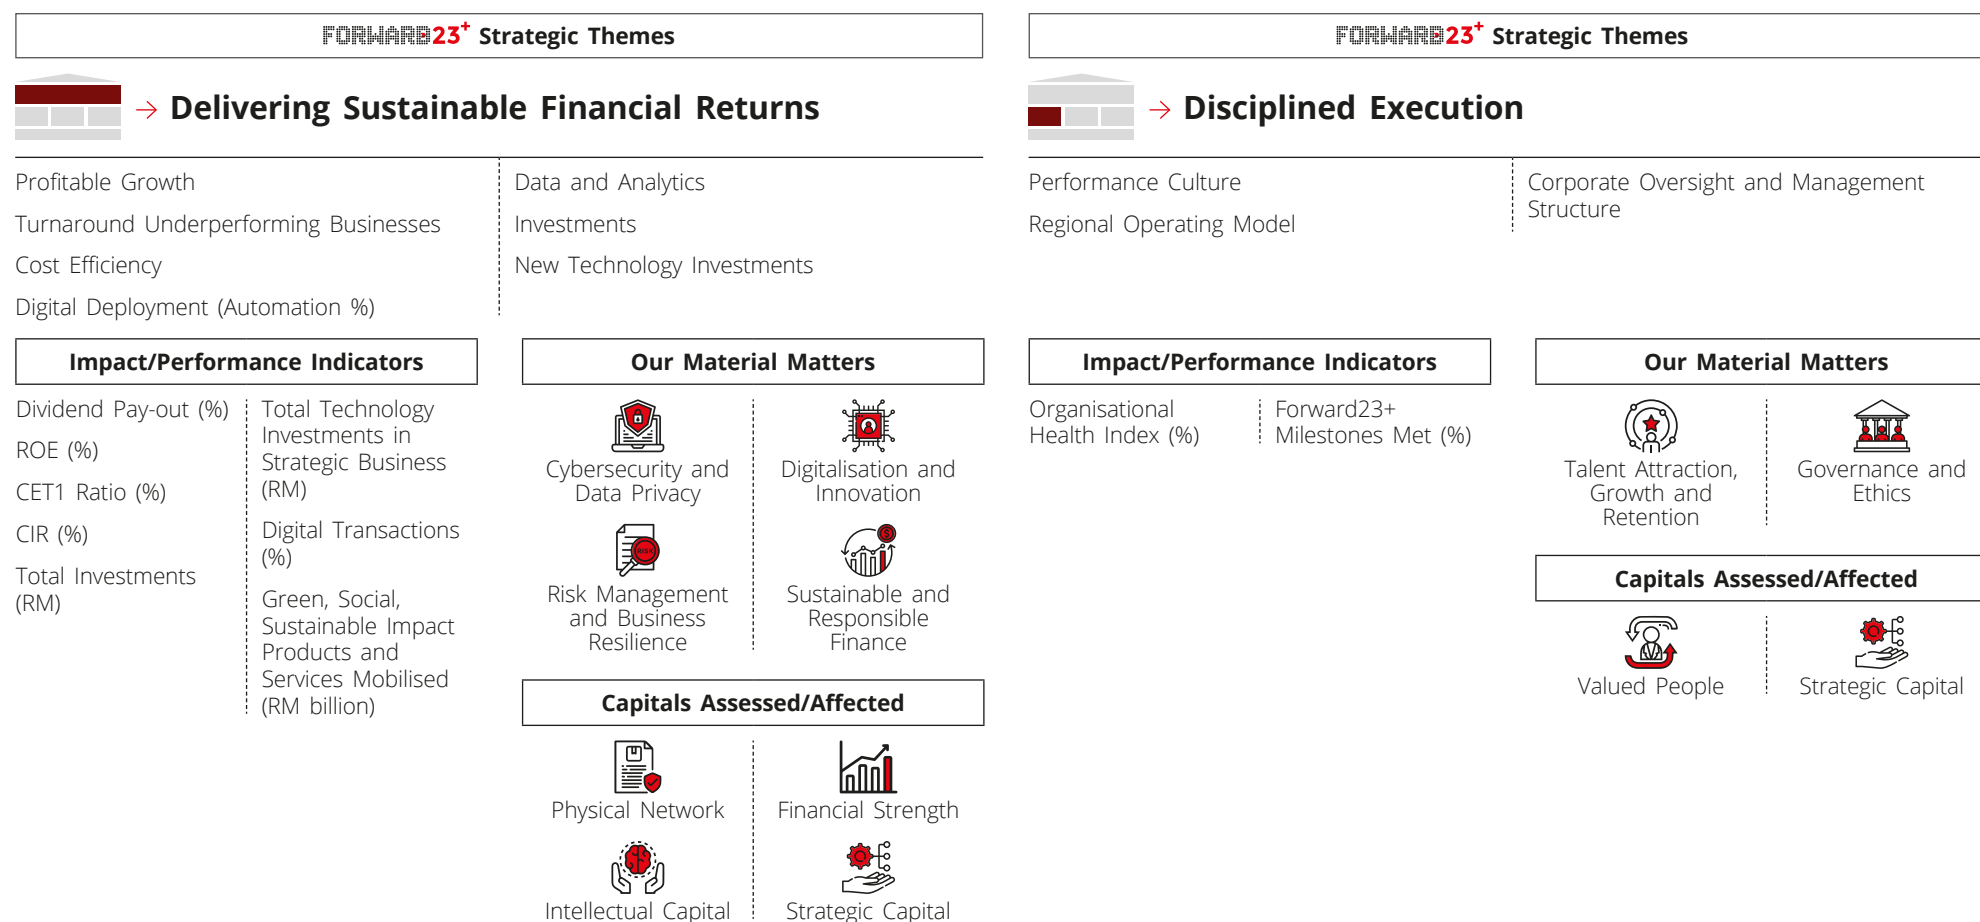 FORWARD23+ Strategic Themes
Delivering Sustainable Financial Returns
Profitable Growth
Turnaround Underperforming Businesses
Cost Efficiency
Digital Deployment (Automation %)
Data and Analytics
Investments
New Technology Investments
Impact/Performance Indicators
Dividend Pay-out (%)
ROE (%)
CET1 Ratio (%)
CIR (%)
Total Investments
(RM)
Total Technology
Investments in
Strategic Business
(RM)
Digital Transactions
(%)
Green, Social,
Sustainable Impact
Products and
Services Mobilised
(RM billion)
Our Material Matters
Cybersecurity and
Data Privacy
Digitalisation and
Innovation
RISK
Risk Management
and Business
Resilience
$
Sustainable and
Responsible
Finance
Capitals Assessed/Affected
Physical Network
Financial Strength
Intellectual Capital
Strategic Capital
FORWARD23+ Strategic Themes
Disciplined Execution
Performance Culture
Regional Operating Model
Corporate Oversight and Management
Structure
Impact/Performance Indicators
Organisational
Health Index (%)
Forward23+
Milestones Met (%)
Our Material Matters
Talent Attraction,
Growth and
Retention
Governance and
Ethics
Capitals Assessed/Affected
Valued People
Strategic Capital